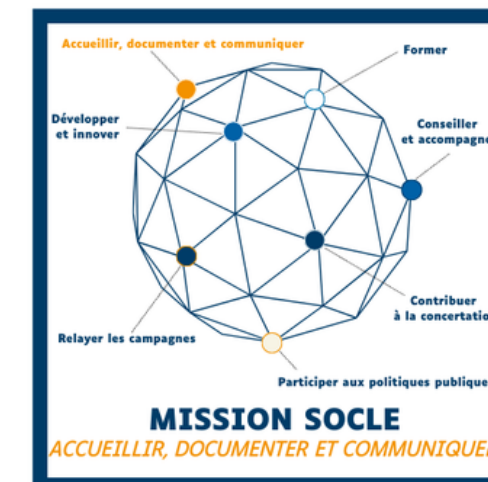 Accueillir, documenter et communiquer
Former
Développer
et innover
Conseiller
et accompagne
Contribuer
à la concertatio
Relayer les campagnes
Participer aux politiques publique
MISSION SOCLE
ACCUEILLIR, DOCUMENTER ET COMMUNIQUE